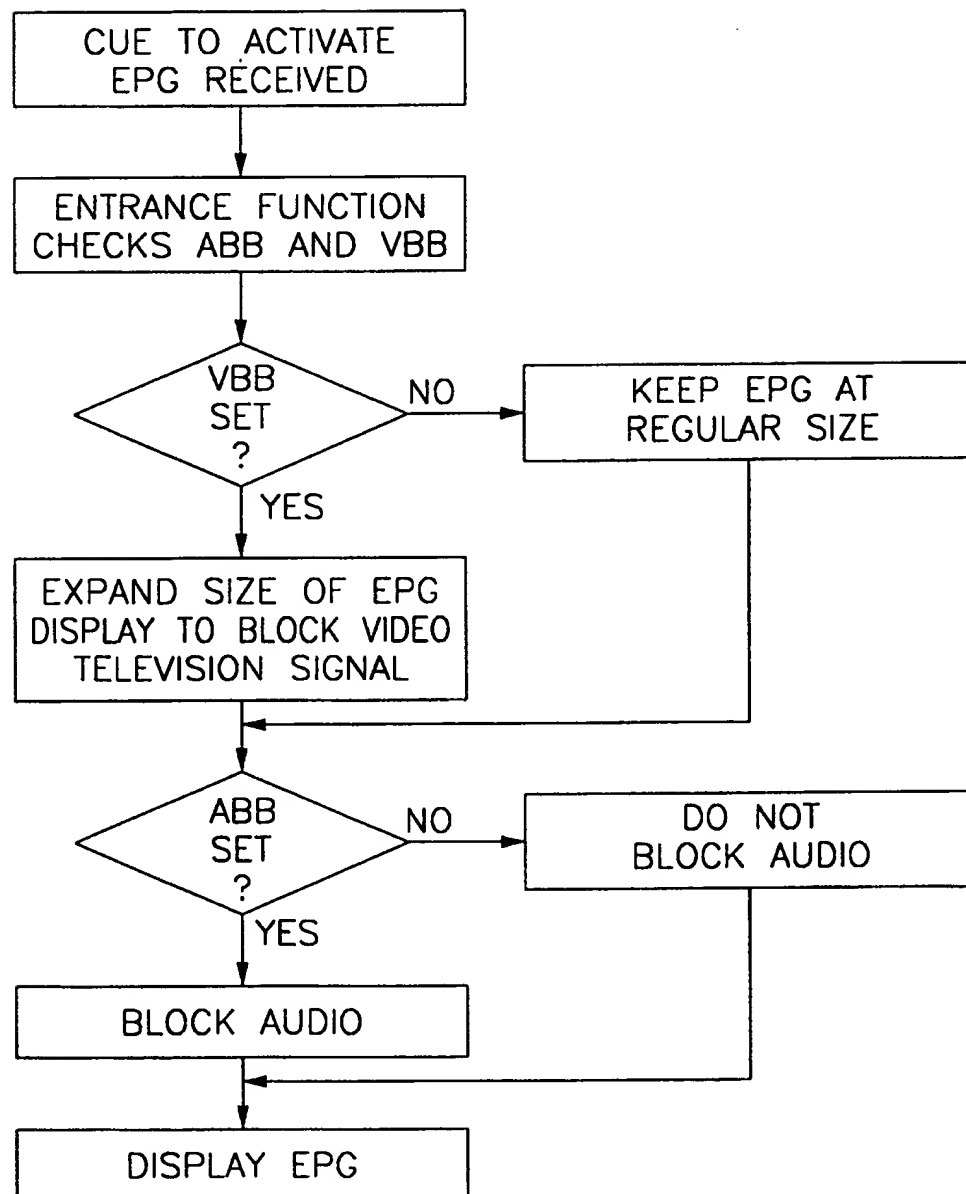 CUE TO ACTIVATE
EPG RECEIVED
ENTRANCE FUNCTION
CHECKS ABB AND VBB
VBB
SET
?
NO
KEEP EPG AT
REGULAR SIZE
YES
EXPAND SIZE OF EPG
DISPLAY TO BLOCK VIDEO
TELEVISION SIGNAL
ABB
SET
?
NO
DO NOT
BLOCK AUDIO
YES
BLOCK AUDIO
DISPLAY EPG